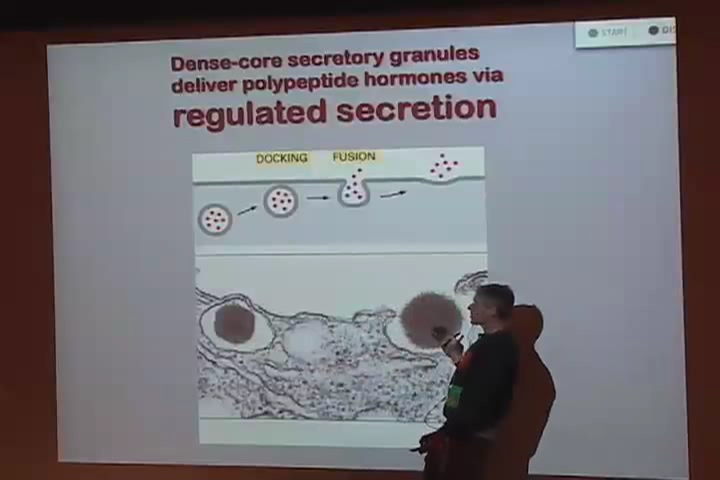 Dense-core secretory granules
deliver polypeptide hormones via
regulated secretion
START
DOCKING FUSION